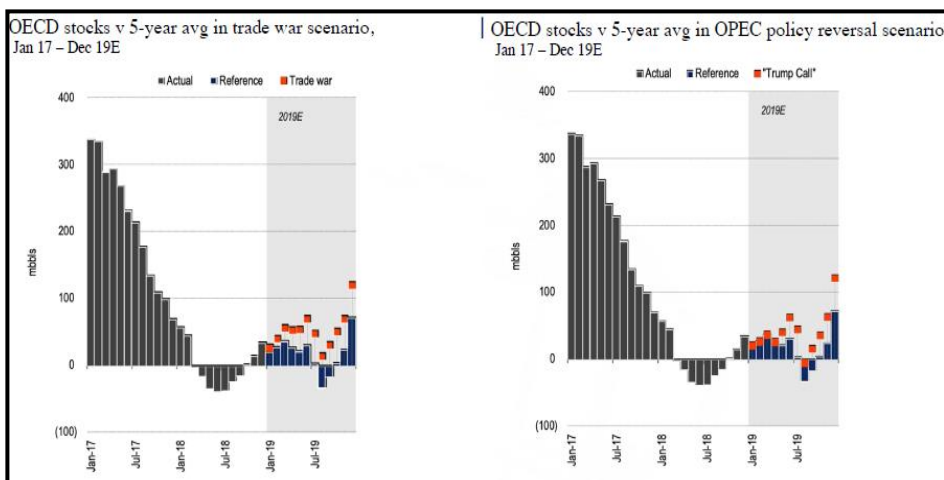 OECD stocks v 5-year avg in trade war scenario,
Jan 17 – Dec 19E
Actual Reference Trade war
400
300
200
100
0
(100)
mbbls
2019E
Jan-17
Jul-17
Jan-18
Jul-18
Jan-19
Jul-19
OECD stocks v 5-year avg in OPEC policy reversal scenario
Jan 17 – Dec 19E
Actual Reference "Trump Call"
400
300
200
100
0
(100)
mbbls
2019E
Jan-17
Jul-17
Jan-18
Jul-18
Jan-19
Jul-19